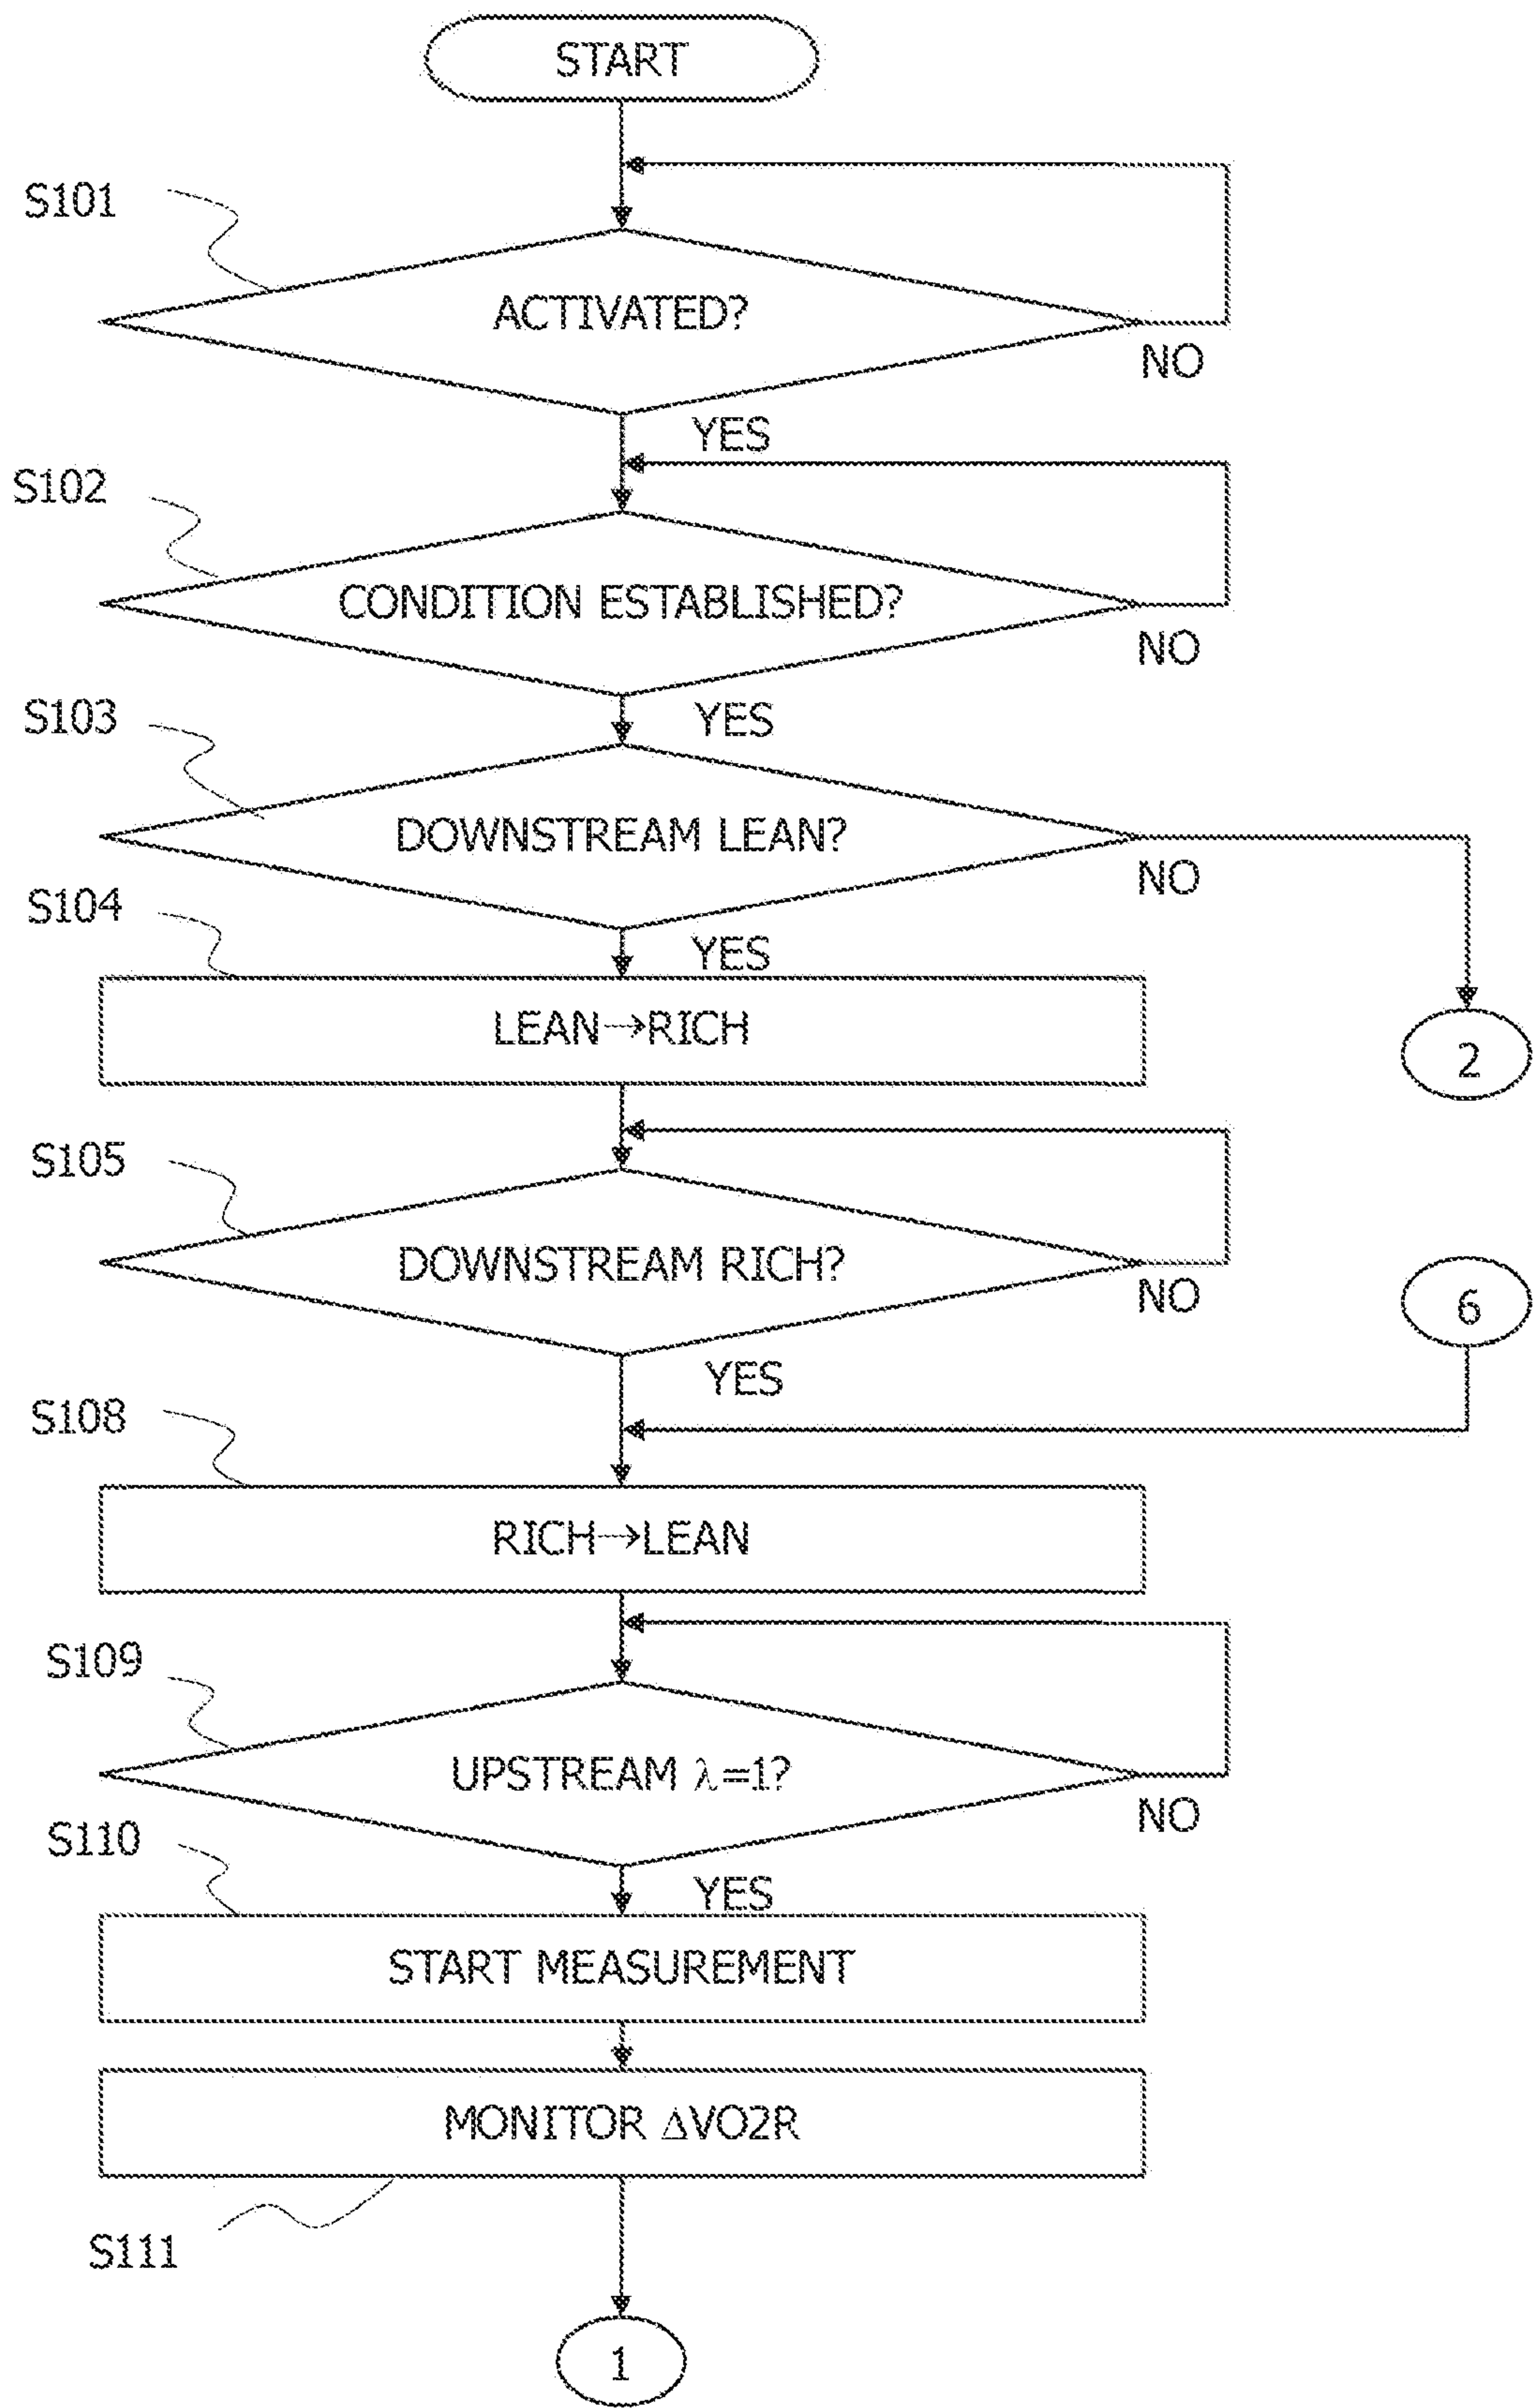 START
S101
ACTIVATED?
NO
YES
S102
CONDITION ESTABLISHED?
NO
S103
YES
DOWNSTREAM LEAN?
NO
S104
YES
LEAN→RICH
2
S105
DOWNSTREAM RICH?
NO
6
YES
S108
RICH→LEAN
S109
UPSTREAM λ=1?
NO
S110
YES
START MEASUREMENT
MONITOR ΔVO2R
S111
1